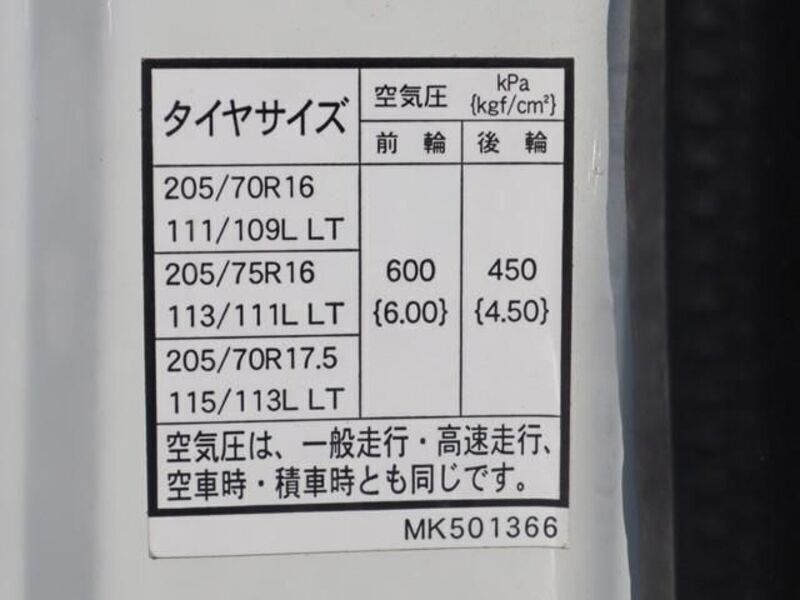 タイヤサイズ
空気圧 kPa {kgf/cm²}
前輪 後輪
205/70R16
111/109L LT
205/75R16
113/111L LT
205/70R17.5
115/113L LT
600 450
{6.00} {4.50}
空気圧は、一般走行・高速走行、
空車時・積車時とも同じです。
MK501366